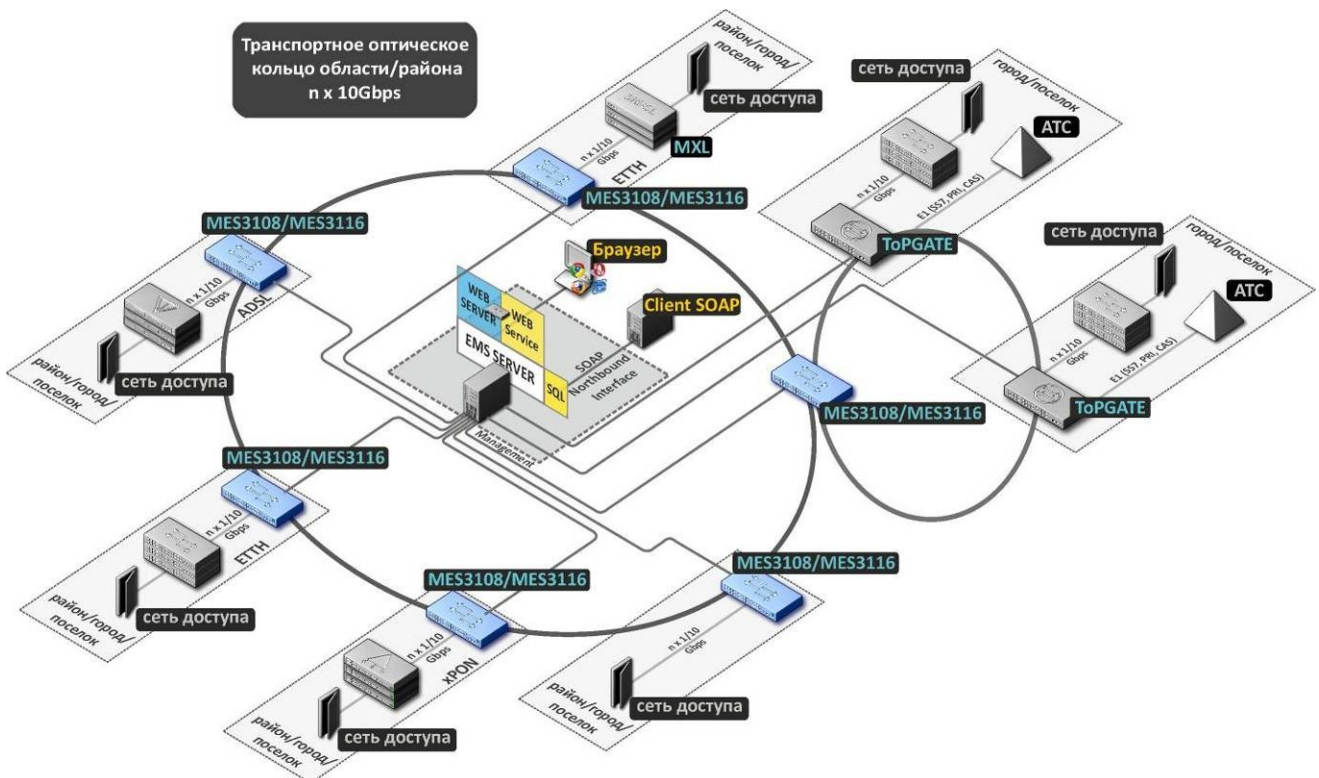 Транспортное оптическое
кольцо области/района
n x 10Gbps
район/город/
поселок
сеть доступа
MXL
n x 1/10
Gbps
ETTH
MES3108/MES3116
город/поселок
сеть доступа
АТС
n x 1/10
Gbps
E1 (SS7, PRI, CAS)
ToPGATE
город/поселок
сеть доступа
АТС
n x 1/10
Gbps
E1 (SS7, PRI, CAS)
ToPGATE
MES3108/MES3116
n x 1/10
Gbps
ADSL
сеть доступа
район/город/
поселок
Браузер
WEB
SERVER
WEB
Service
EMS SERVER
SQL
Client SOAP
SOAP
Northbound
Interface
Management
MES3108/MES3116
MES3108/MES3116
n x 1/10
Gbps
ETTH
сеть доступа
район/город/
поселок
MES3108/MES3116
n x 1/10
Gbps
xPON
сеть доступа
район/город/
поселок
MES3108/MES3116
n x 1/10
Gbps
сеть доступа
район/город/
поселок